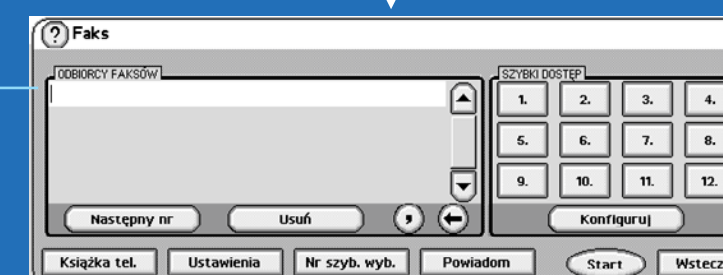 ? Faks
ODBIORCY FAKSÓW
SZYBKI DOSTĘP
1. 2. 3. 4.
5. 6. 7. 8.
9. 10. 11. 12.
Następny nr Usuń , Konfiguruj
Książka tel. Ustawienia Nr szyb. wyb. Powiadom Start Wstecz